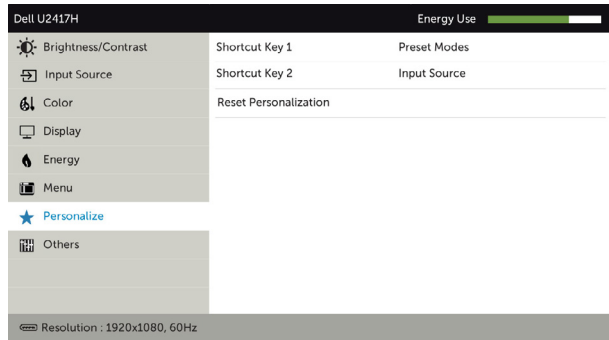 Dell U2417H Energy Use
Brightness/Contrast Shortcut Key 1 Preset Modes
Input Source Shortcut Key 2 Input Source
Color Reset Personalization
Display
Energy
Menu
Personalize
Others
Resolution : 1920x1080, 60Hz